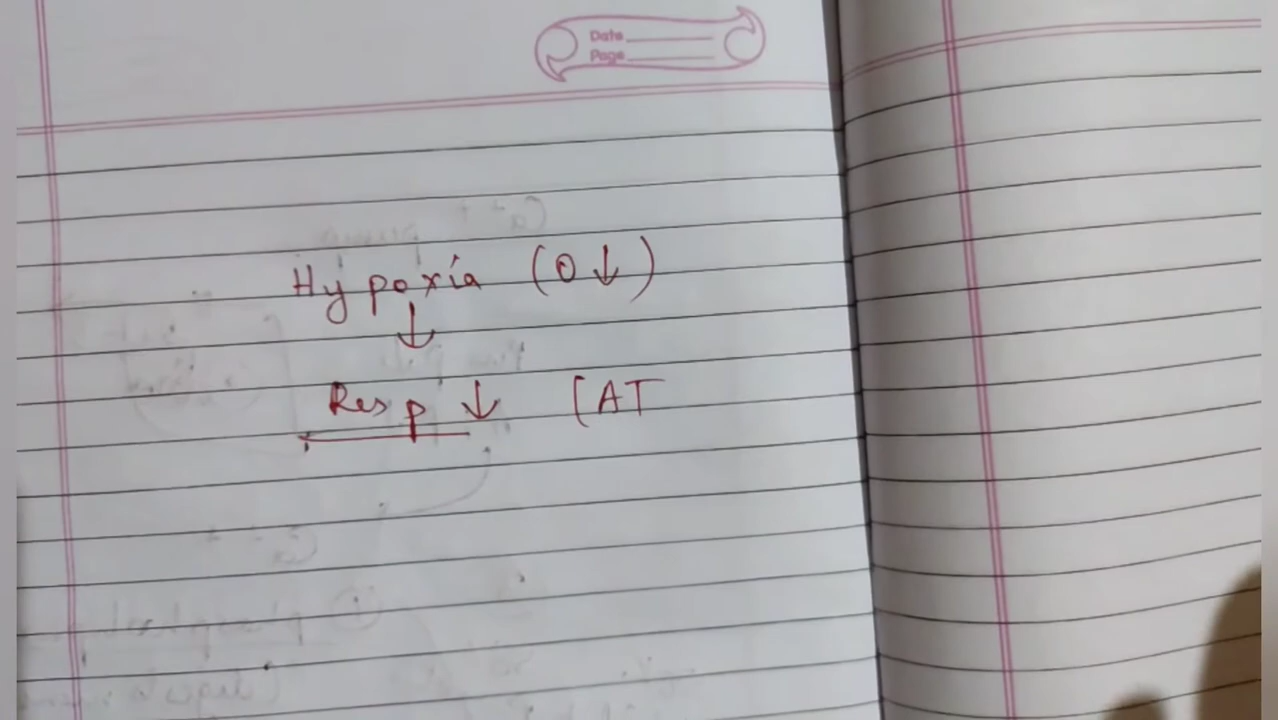 Date
Page
Hypoxia (O↓)
↓
Resp ↓ [AT